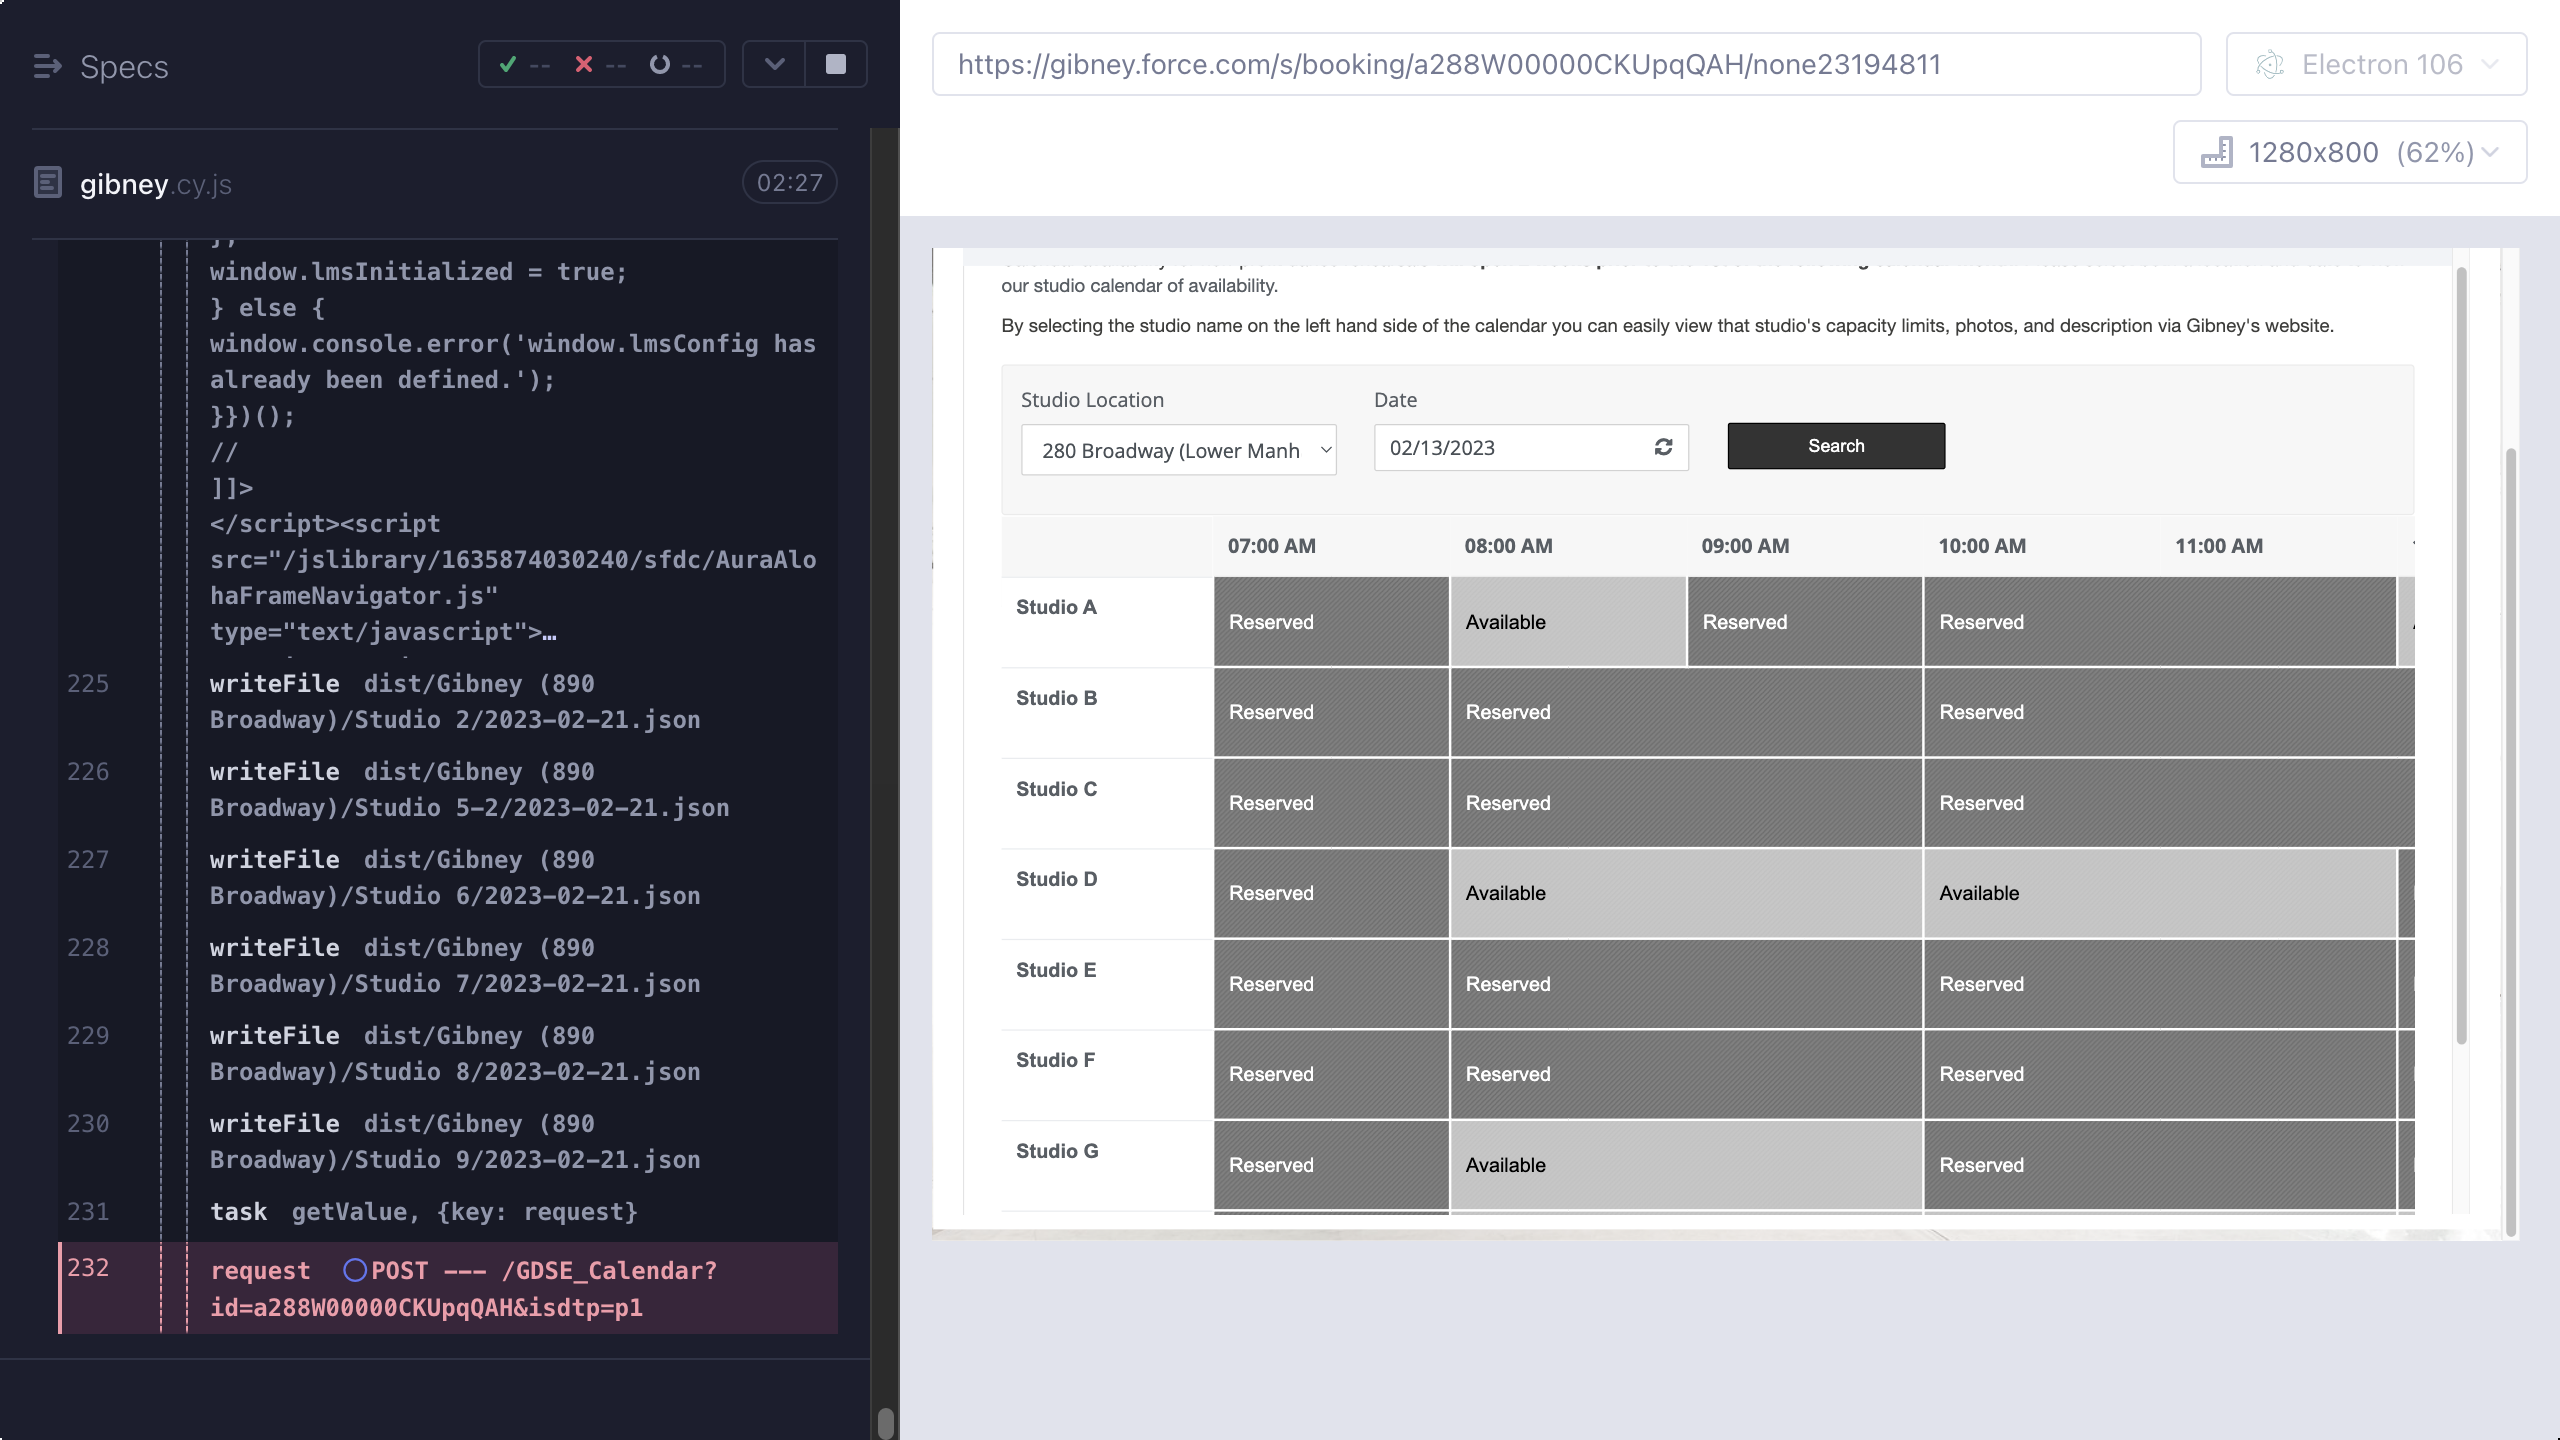 Specs
-- -- --
gibney.cy.js
02:27
};
window.lmsInitialized = true;
} else {
window.console.error('window.lmsConfig has
already been defined.');
}})();
//
]]>
</script><script
src="/jslibrary/1635874030240/sfdc/AuraAlo
haFrameNavigator.js"
type="text/javascript">…
225 writeFile dist/Gibney (890
Broadway)/Studio 2/2023-02-21.json
226 writeFile dist/Gibney (890
Broadway)/Studio 5-2/2023-02-21.json
227 writeFile dist/Gibney (890
Broadway)/Studio 6/2023-02-21.json
228 writeFile dist/Gibney (890
Broadway)/Studio 7/2023-02-21.json
229 writeFile dist/Gibney (890
Broadway)/Studio 8/2023-02-21.json
230 writeFile dist/Gibney (890
Broadway)/Studio 9/2023-02-21.json
231 task getValue, {key: request}
232 request POST --- /GDSE_Calendar?
id=a288W00000CKUpqQAH&isdtp=p1
https://gibney.force.com/s/booking/a288W00000CKUpqQAH/none23194811
Electron 106
1280x800 (62%)
our studio calendar of availability.
By selecting the studio name on the left hand side of the calendar you can easily view that studio's capacity limits, photos, and description via Gibney's website.
Studio Location Date
280 Broadway (Lower Manh 02/13/2023 Search
07:00 AM 08:00 AM 09:00 AM 10:00 AM 11:00 AM
Studio A Reserved Available Reserved Reserved
Studio B Reserved Reserved Reserved
Studio C Reserved Reserved Reserved
Studio D Reserved Available Available
Studio E Reserved Reserved Reserved
Studio F Reserved Reserved Reserved
Studio G Reserved Available Reserved